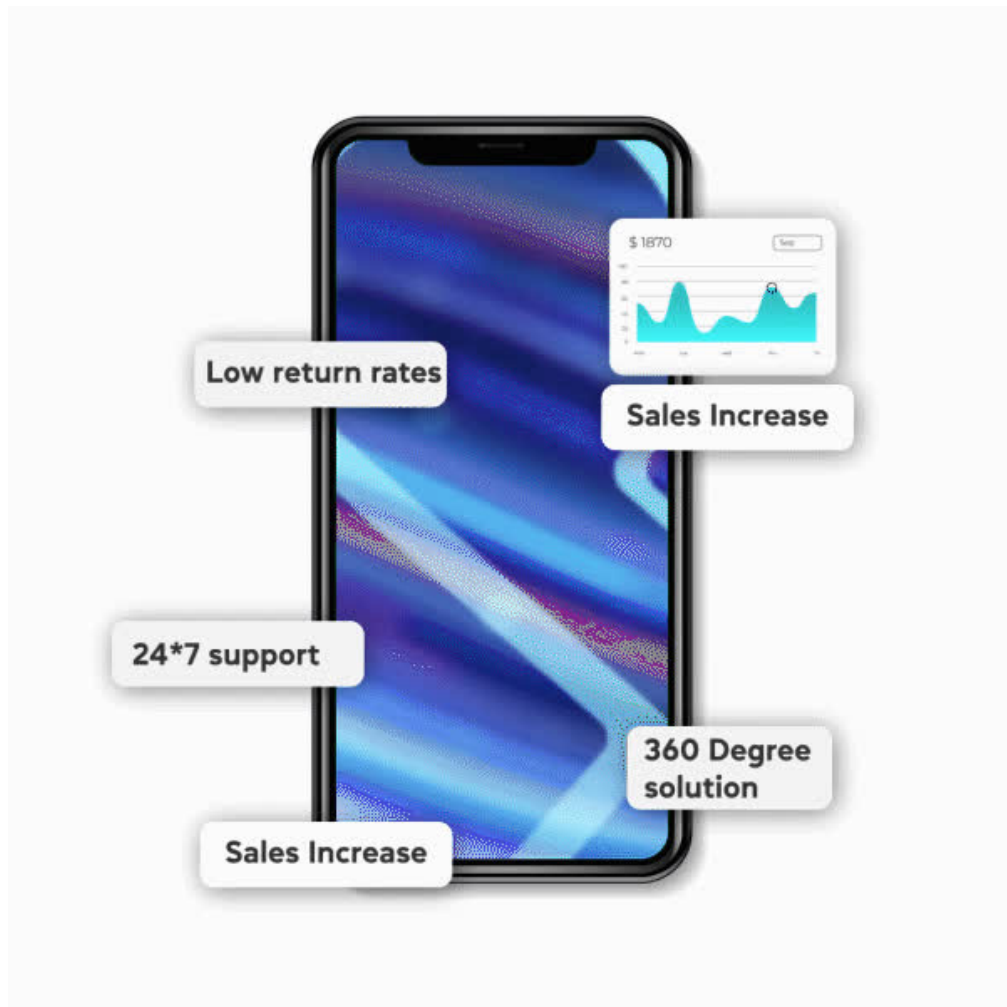 $ 1870
Low return rates
Sales Increase
24*7 support
360 Degree
solution
Sales Increase